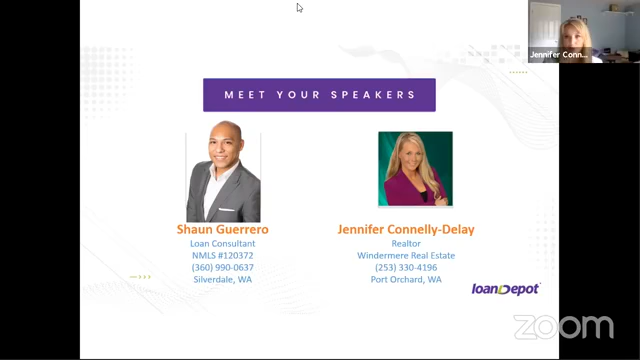 Jennifer Conn...
MEET YOUR SPEAKERS
Shaun Guerrero
Loan Consultant
NMLS #120372
(360) 990-0637
Silverdale, WA
Jennifer Connelly-Delay
Realtor
Windermere Real Estate
(253) 330-4196
Port Orchard, WA
loanDepot
zoom